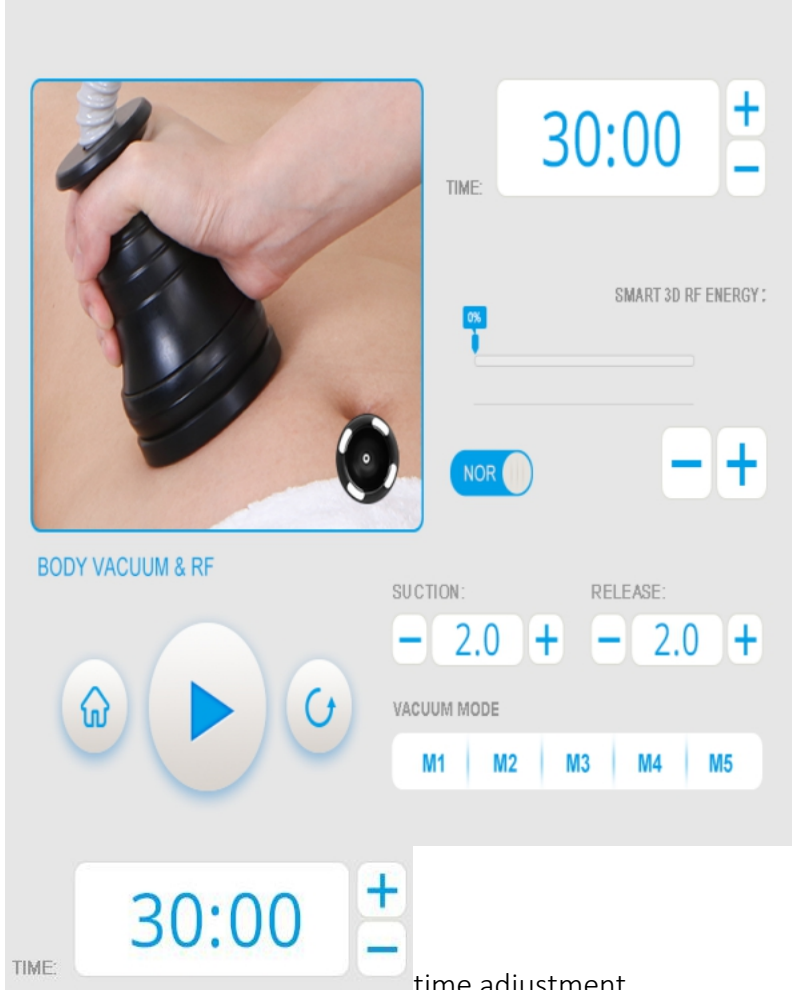 30:00
TIME:
SMART 3D RF ENERGY:
0%
NOR
BODY VACUUM & RF
SUCTION: RELEASE:
− 2.0 + − 2.0 +
VACUUM MODE
M1 M2 M3 M4 M5
30:00
TIME:
time adjustment